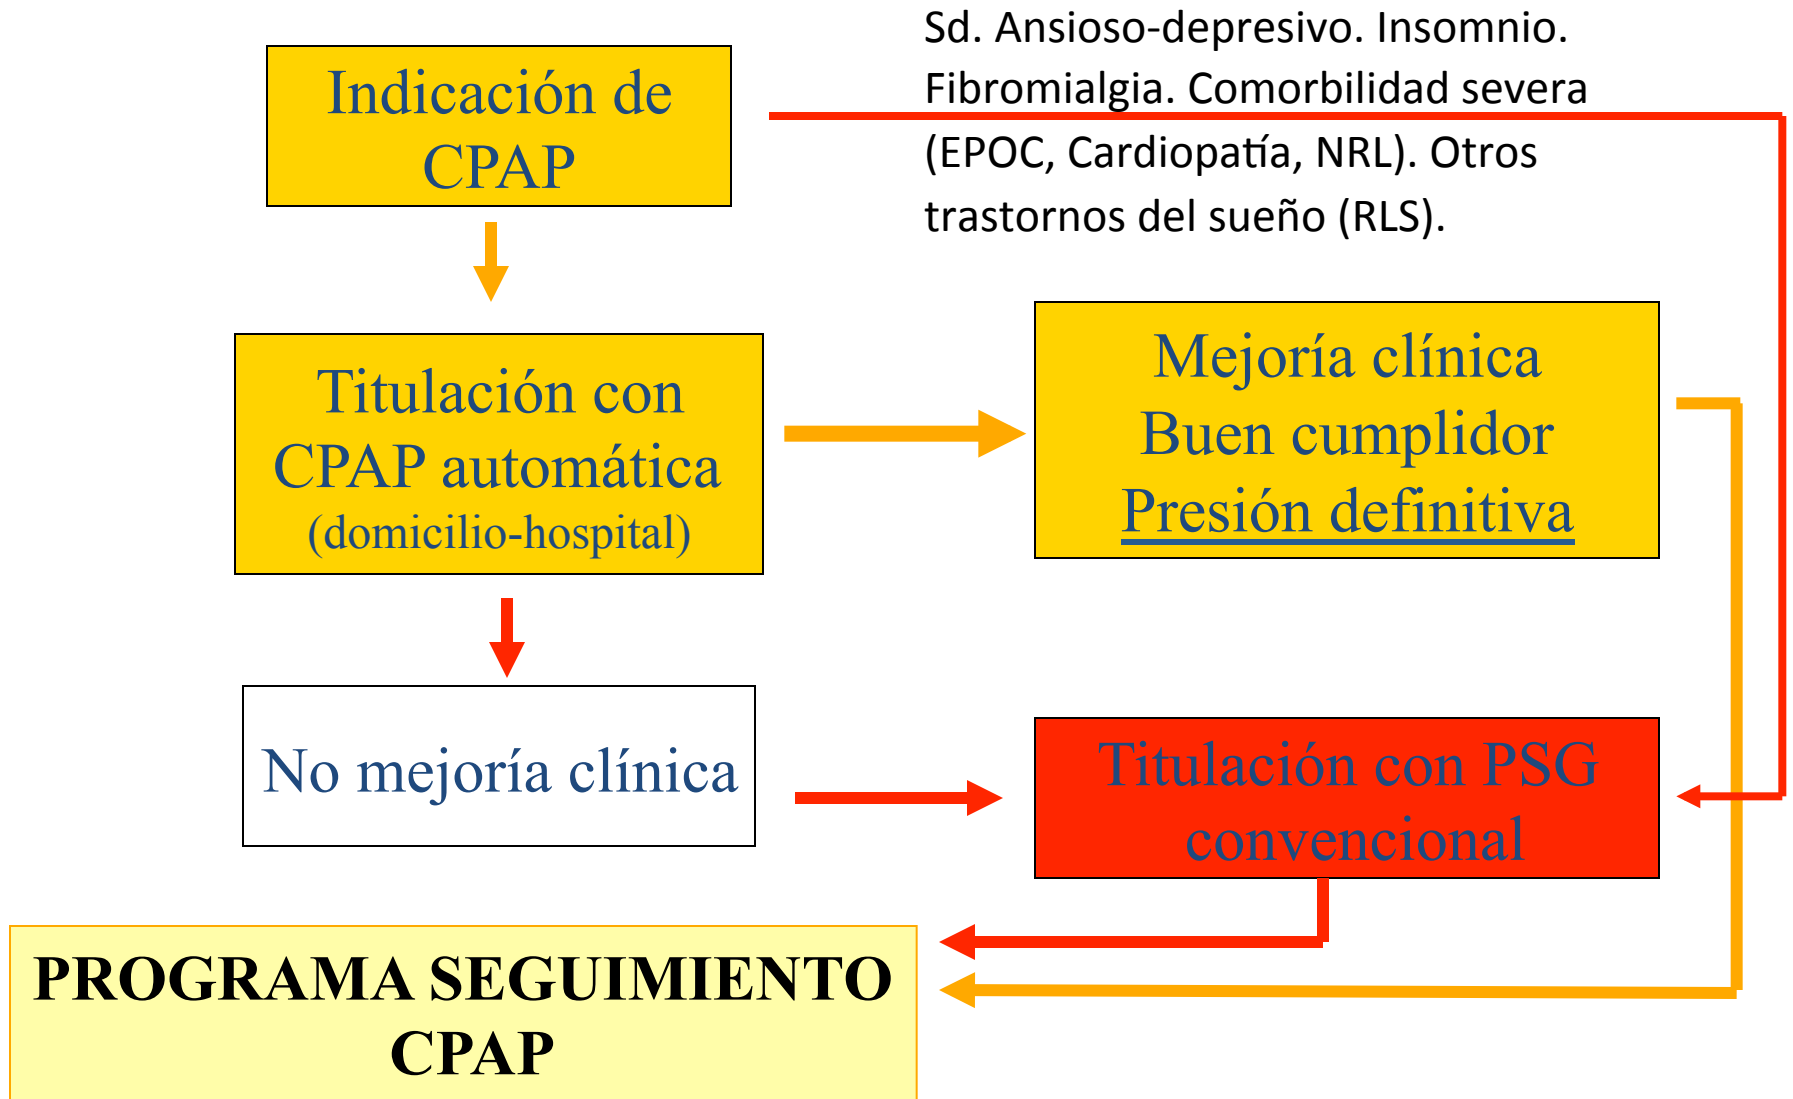 Sd. Ansioso-depresivo. Insomnio.
Fibromialgia. Comorbilidad severa
(EPOC, Cardiopatía, NRL). Otros
trastornos del sueño (RLS).
Indicación de
CPAP
Titulación con
CPAP automática
(domicilio-hospital)
Mejoría clínica
Buen cumplidor
Presión definitiva
No mejoría clínica
Titulación con PSG
convencional
PROGRAMA SEGUIMIENTO
CPAP